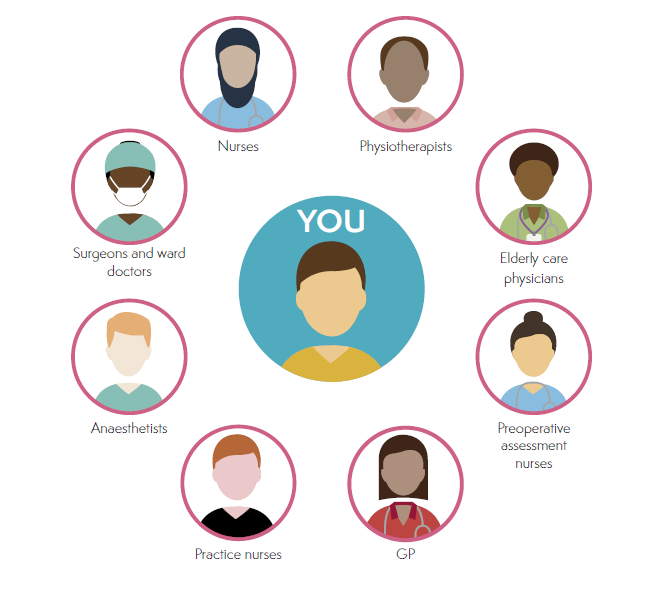 Nurses
Physiotherapists
YOU
Surgeons and ward
doctors
Elderly care
physicians
Anaesthetists
Preoperative
assessment
nurses
Practice nurses
GP